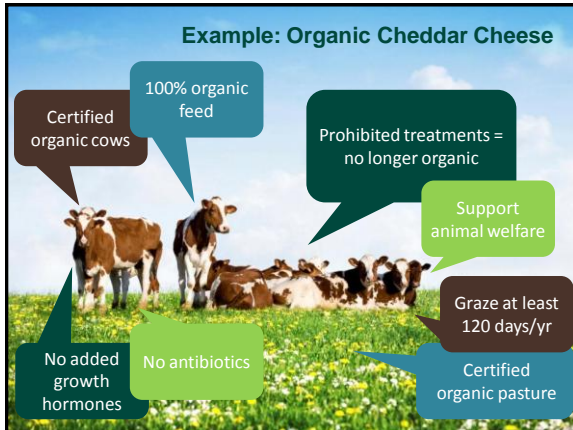 Example: Organic Cheddar Cheese
100% organic
feed
Certified
organic cows
Prohibited treatments =
no longer organic
Support
animal welfare
Graze at least
120 days/yr
No added
growth
hormones
No antibiotics
Certified
organic pasture